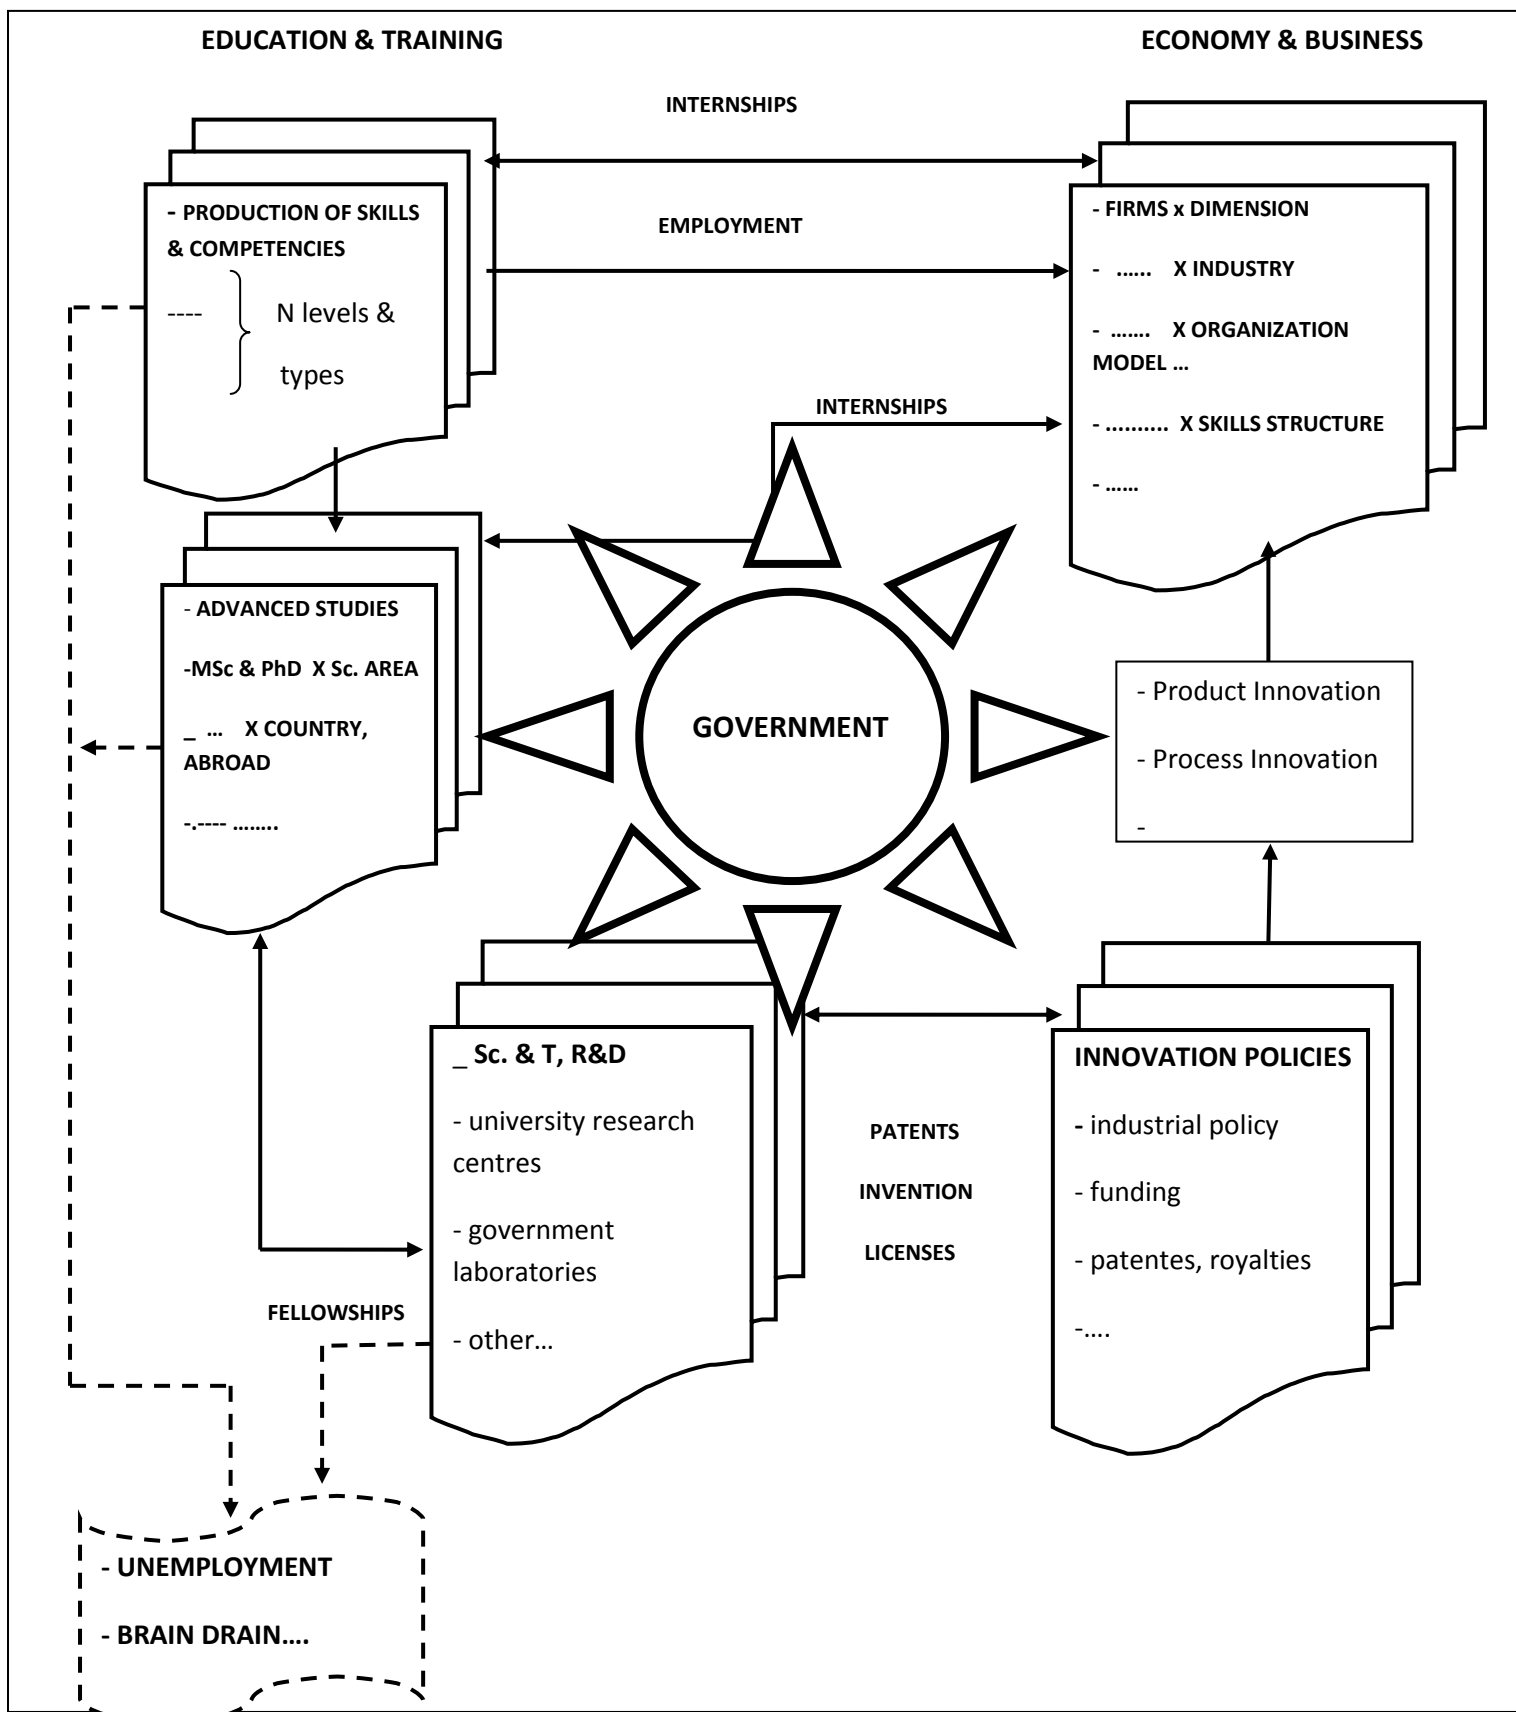 EDUCATION & TRAINING
ECONOMY & BUSINESS
INTERNSHIPS
- PRODUCTION OF SKILLS
& COMPETENCIES
---- N levels &
types
EMPLOYMENT
- FIRMS x DIMENSION
- ...... X INDUSTRY
- ....... X ORGANIZATION
MODEL ...
- .......... X SKILLS STRUCTURE
- ......
INTERNSHIPS
- ADVANCED STUDIES
-MSc & PhD X Sc. AREA
_ ... X COUNTRY,
ABROAD
-.---- ........
GOVERNMENT
- Product Innovation
- Process Innovation
-
_ Sc. & T, R&D
- university research
centres
- government
laboratories
- other...
PATENTS
INVENTION
LICENSES
INNOVATION POLICIES
- industrial policy
- funding
- patentes, royalties
-....
FELLOWSHIPS
- UNEMPLOYMENT
- BRAIN DRAIN....